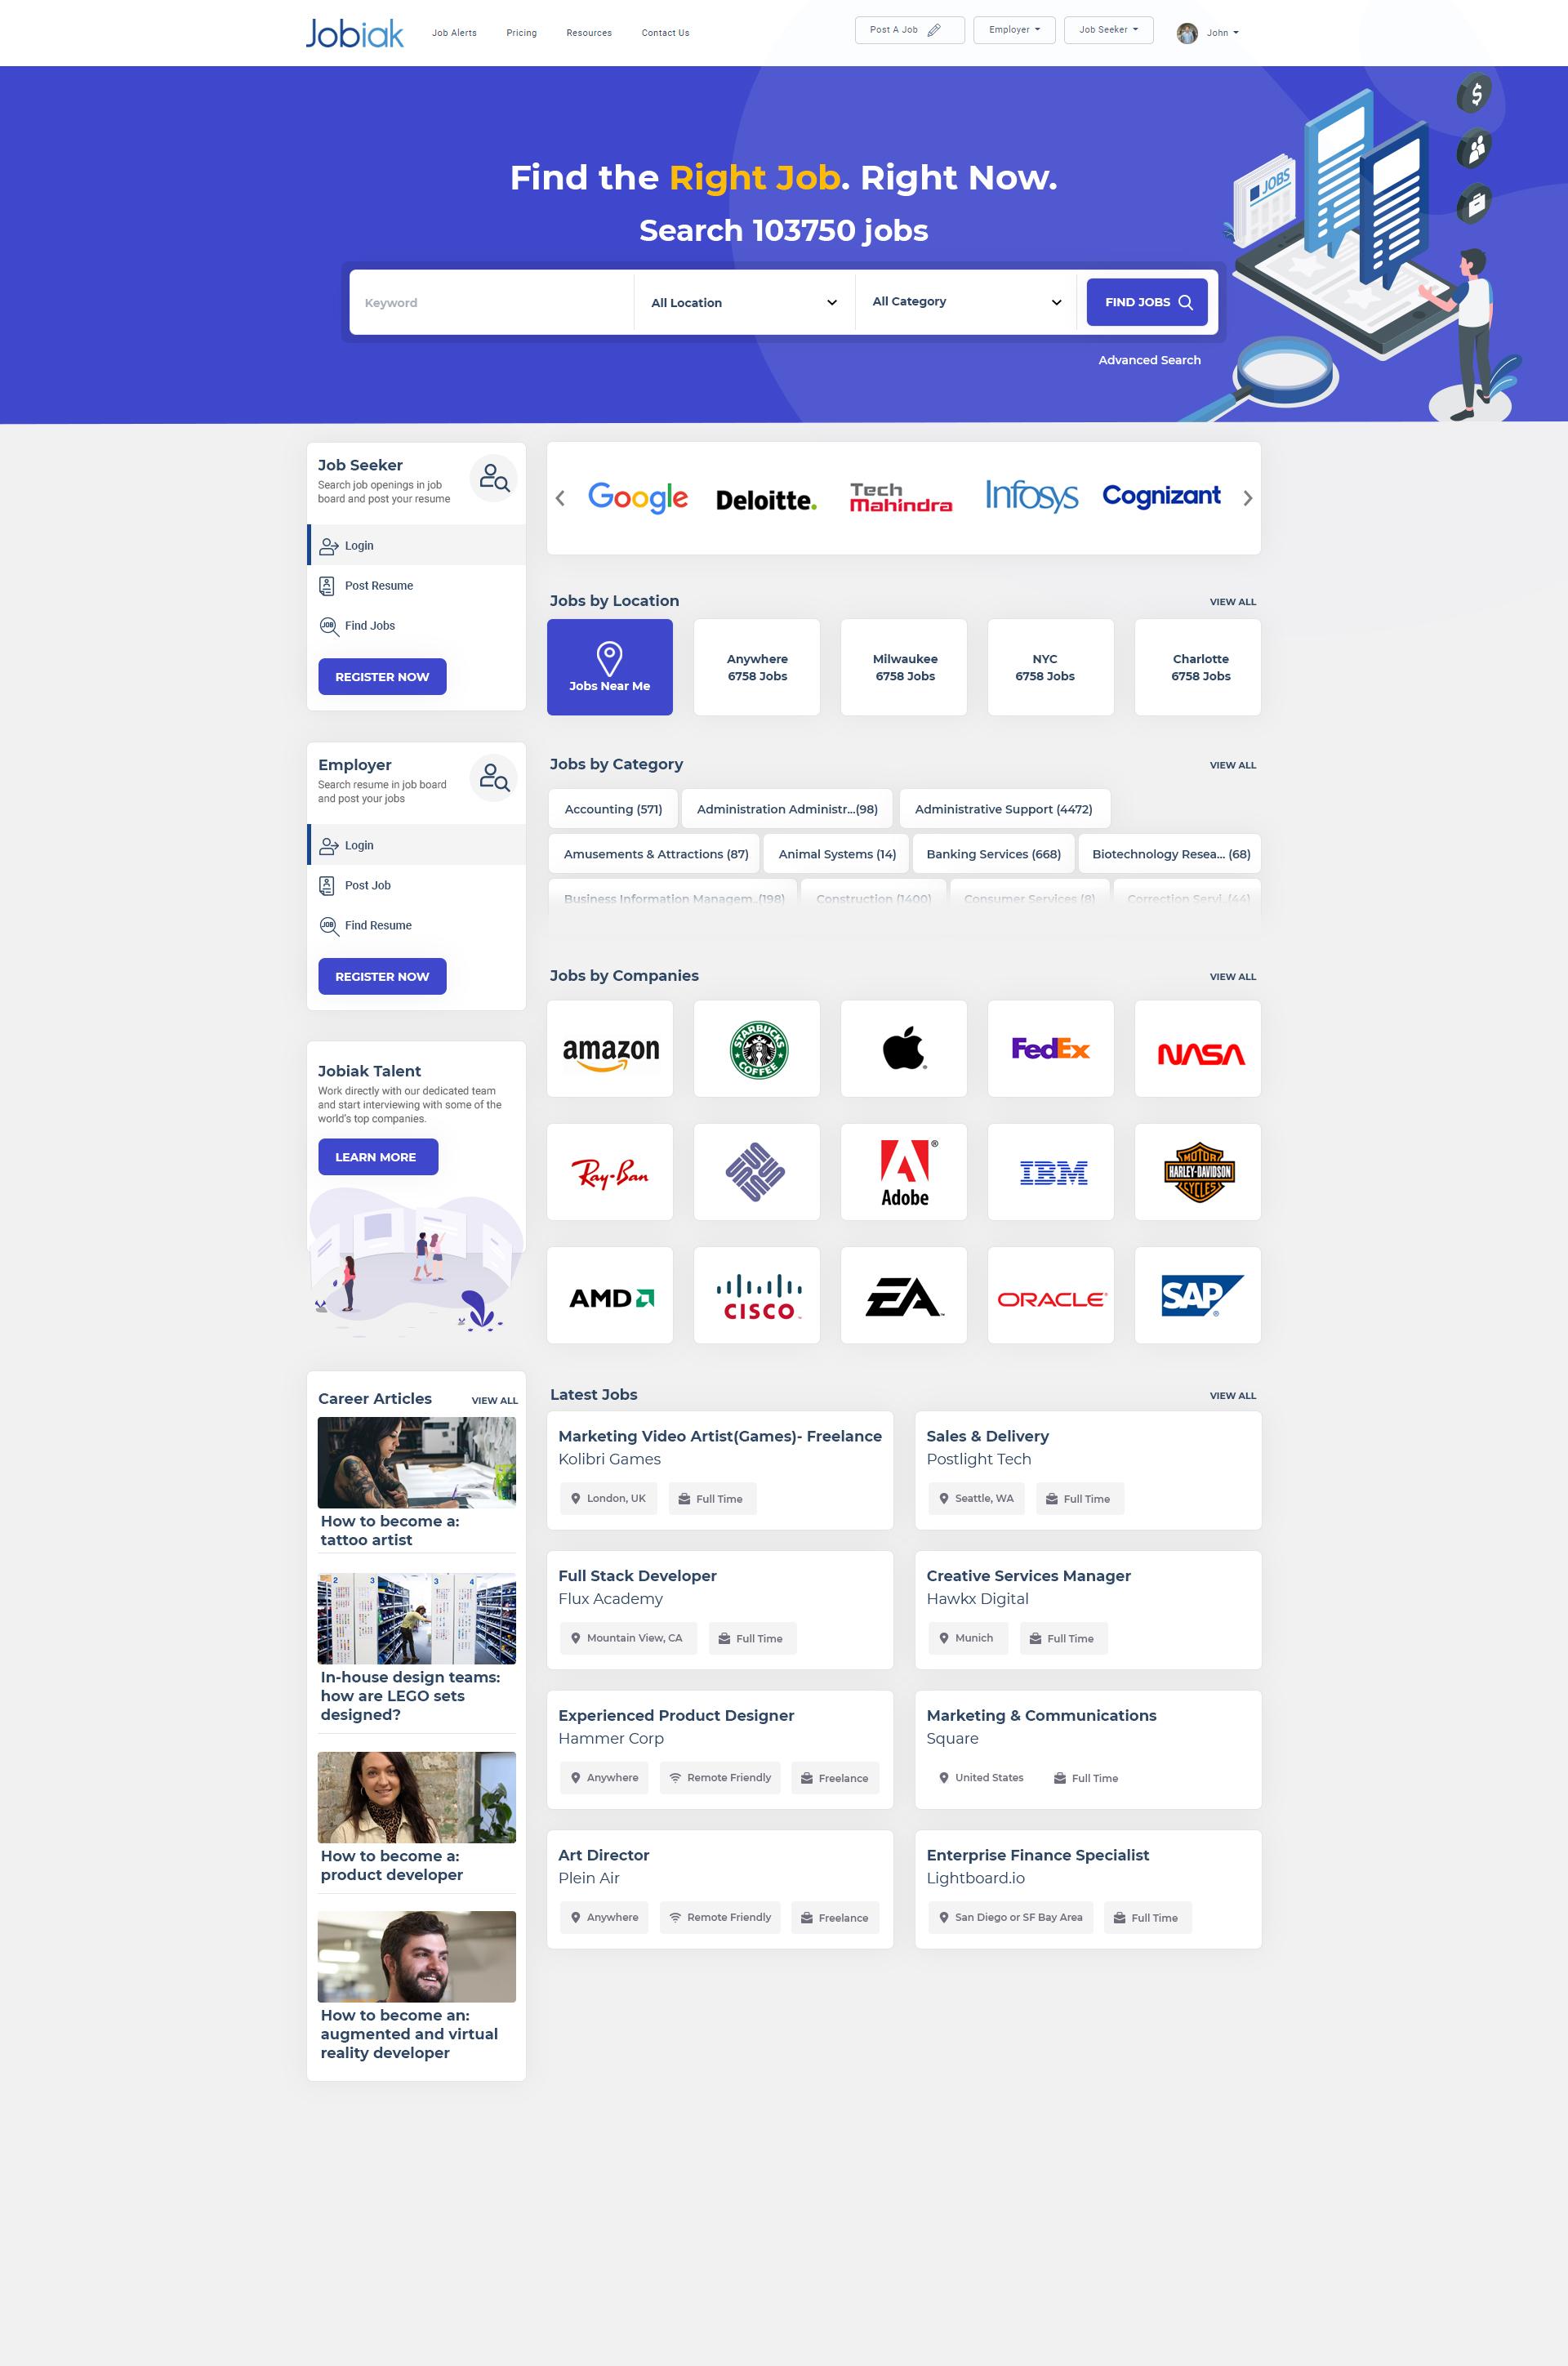 Jobiak
Job Alerts
Pricing
Resources
Contact Us
Post A Job
Employer
Job Seeker
John
Find the Right Job. Right Now.
Search 103750 jobs
Keyword
All Location
All Category
FIND JOBS
Advanced Search
JOBS
$
Job Seeker
Search job openings in job
board and post your resume
Login
Post Resume
JOB
Find Jobs
REGISTER NOW
Employer
Search resume in job board
and post your jobs
Login
Post Job
JOB
Find Resume
REGISTER NOW
Jobiak Talent
Work directly with our dedicated team
and start interviewing with some of the
world's top companies.
LEARN MORE
Career Articles
VIEW ALL
How to become a:
tattoo artist
2
3
3
4
In-house design teams:
how are LEGO sets
designed?
How to become a:
product developer
How to become an:
augmented and virtual
reality developer
Google
Deloitte.
Tech
Mahindra
Infosys
Cognizant
Jobs by Location
VIEW ALL
Jobs Near Me
Anywhere
6758 Jobs
Milwaukee
6758 Jobs
NYC
6758 Jobs
Charlotte
6758 Jobs
Jobs by Category
VIEW ALL
Accounting (571)
Administration Administr...(98)
Administrative Support (4472)
Amusements & Attractions (87)
Animal Systems (14)
Banking Services (668)
Biotechnology Resea... (68)
Business Information Managem..(198)
Construction (1400)
Consumer Services (8)
Correction Servi..(44)
Jobs by Companies
VIEW ALL
amazon
STARBUCKS
COFFEE
®
FedEx
NASA
Ray-Ban
Adobe
®
IBM
MOTOR
HARLEY-DAVIDSON
CYCLES
AMD
CISCO
™
EA
™
ORACLE®
SAP
®
Latest Jobs
VIEW ALL
Marketing Video Artist(Games)- Freelance
Kolibri Games
London, UK
Full Time
Sales & Delivery
Postlight Tech
Seattle, WA
Full Time
Full Stack Developer
Flux Academy
Mountain View, CA
Full Time
Creative Services Manager
Hawkx Digital
Munich
Full Time
Experienced Product Designer
Hammer Corp
Anywhere
Remote Friendly
Freelance
Marketing & Communications
Square
United States
Full Time
Art Director
Plein Air
Anywhere
Remote Friendly
Freelance
Enterprise Finance Specialist
Lightboard.io
San Diego or SF Bay Area
Full Time